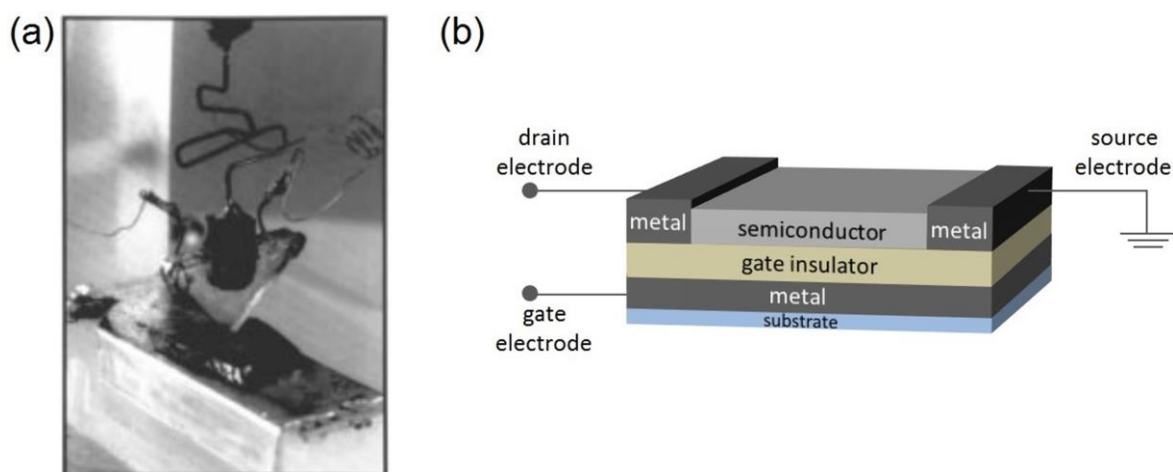 (a)
(b)
drain
electrode
source
electrode
metal
semiconductor
metal
gate insulator
metal
substrate
gate
electrode